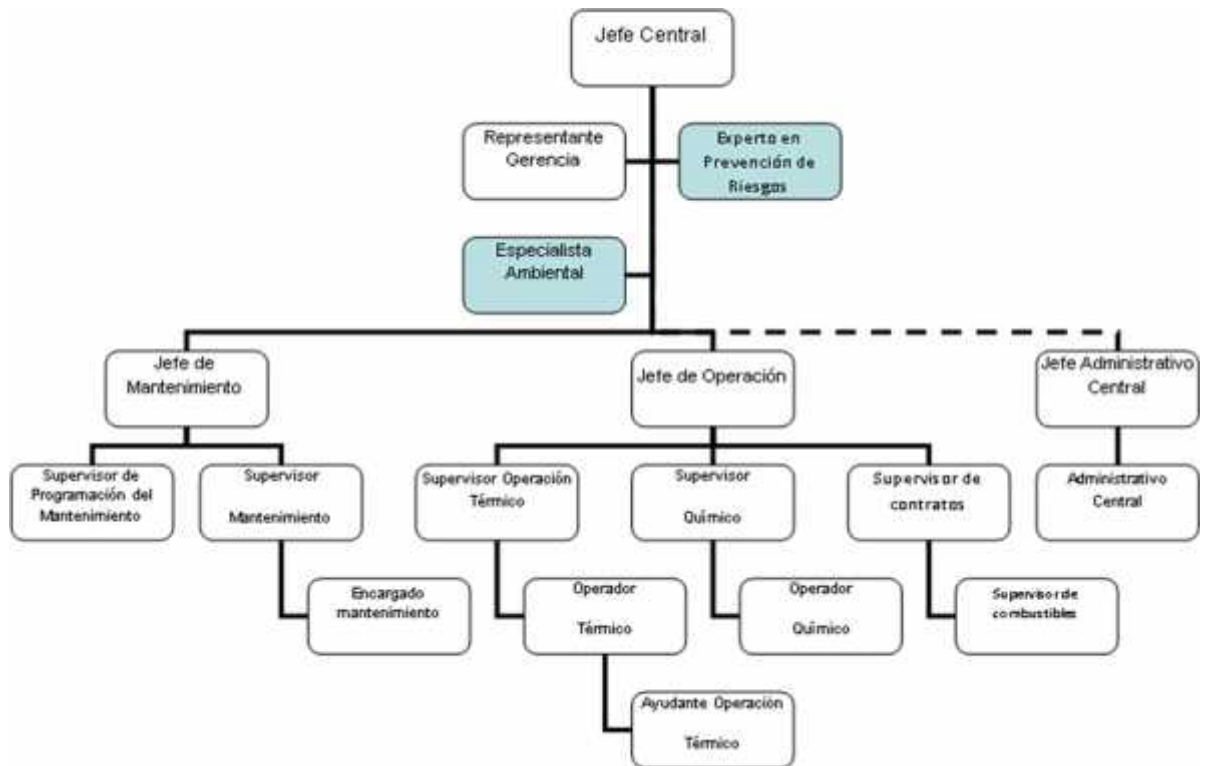 Jefe Central
Representante
Gerencia
Experto en
Prevención de
Riesgos
Especialista
Ambiental
Jefe de
Mantenimiento
Jefe de Operación
Jefe Administrativo
Central
Supervisor de
Programación del
Mantenimiento
Supervisor
Mantenimiento
Supervisor Operación
Térmico
Supervisor
Químico
Supervisor de
contratos
Administrativo
Central
Encargado
mantenimiento
Operador
Térmico
Operador
Químico
Supervisor de
combustibles
Ayudante Operación
Térmico